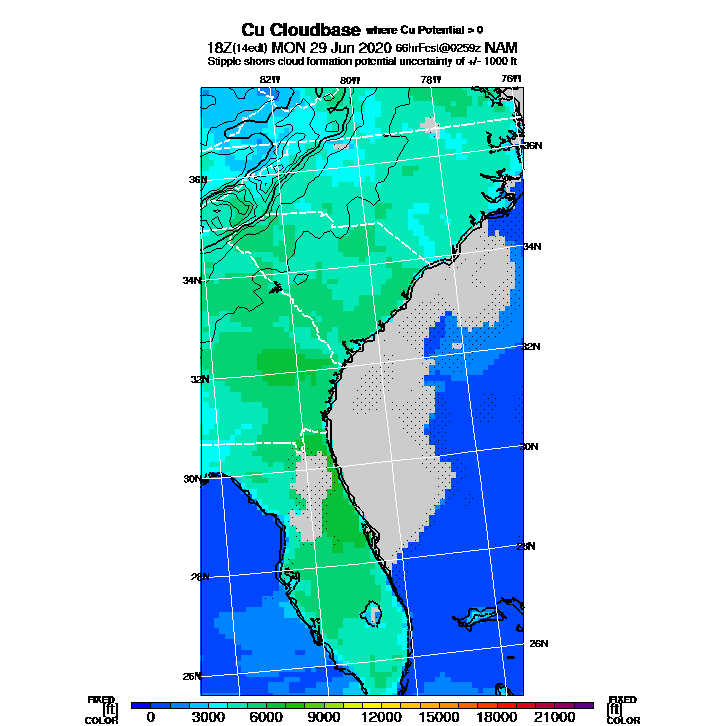 Cu Cloudbase where Cu Potential > 0
18Z(14edt) MON 29 Jun 2020 66hrFcst@0259z NAM
Stipple shows cloud formation potential uncertainty of +/- 1000 ft
82W 80W 78W 76W
36N
36N
34N
34N
32N
32N
30N
30N
28N
28N
26N
26N
FIXED FIXED
[ft] [ft]
COLOR COLOR
0 3000 6000 9000 12000 15000 18000 21000